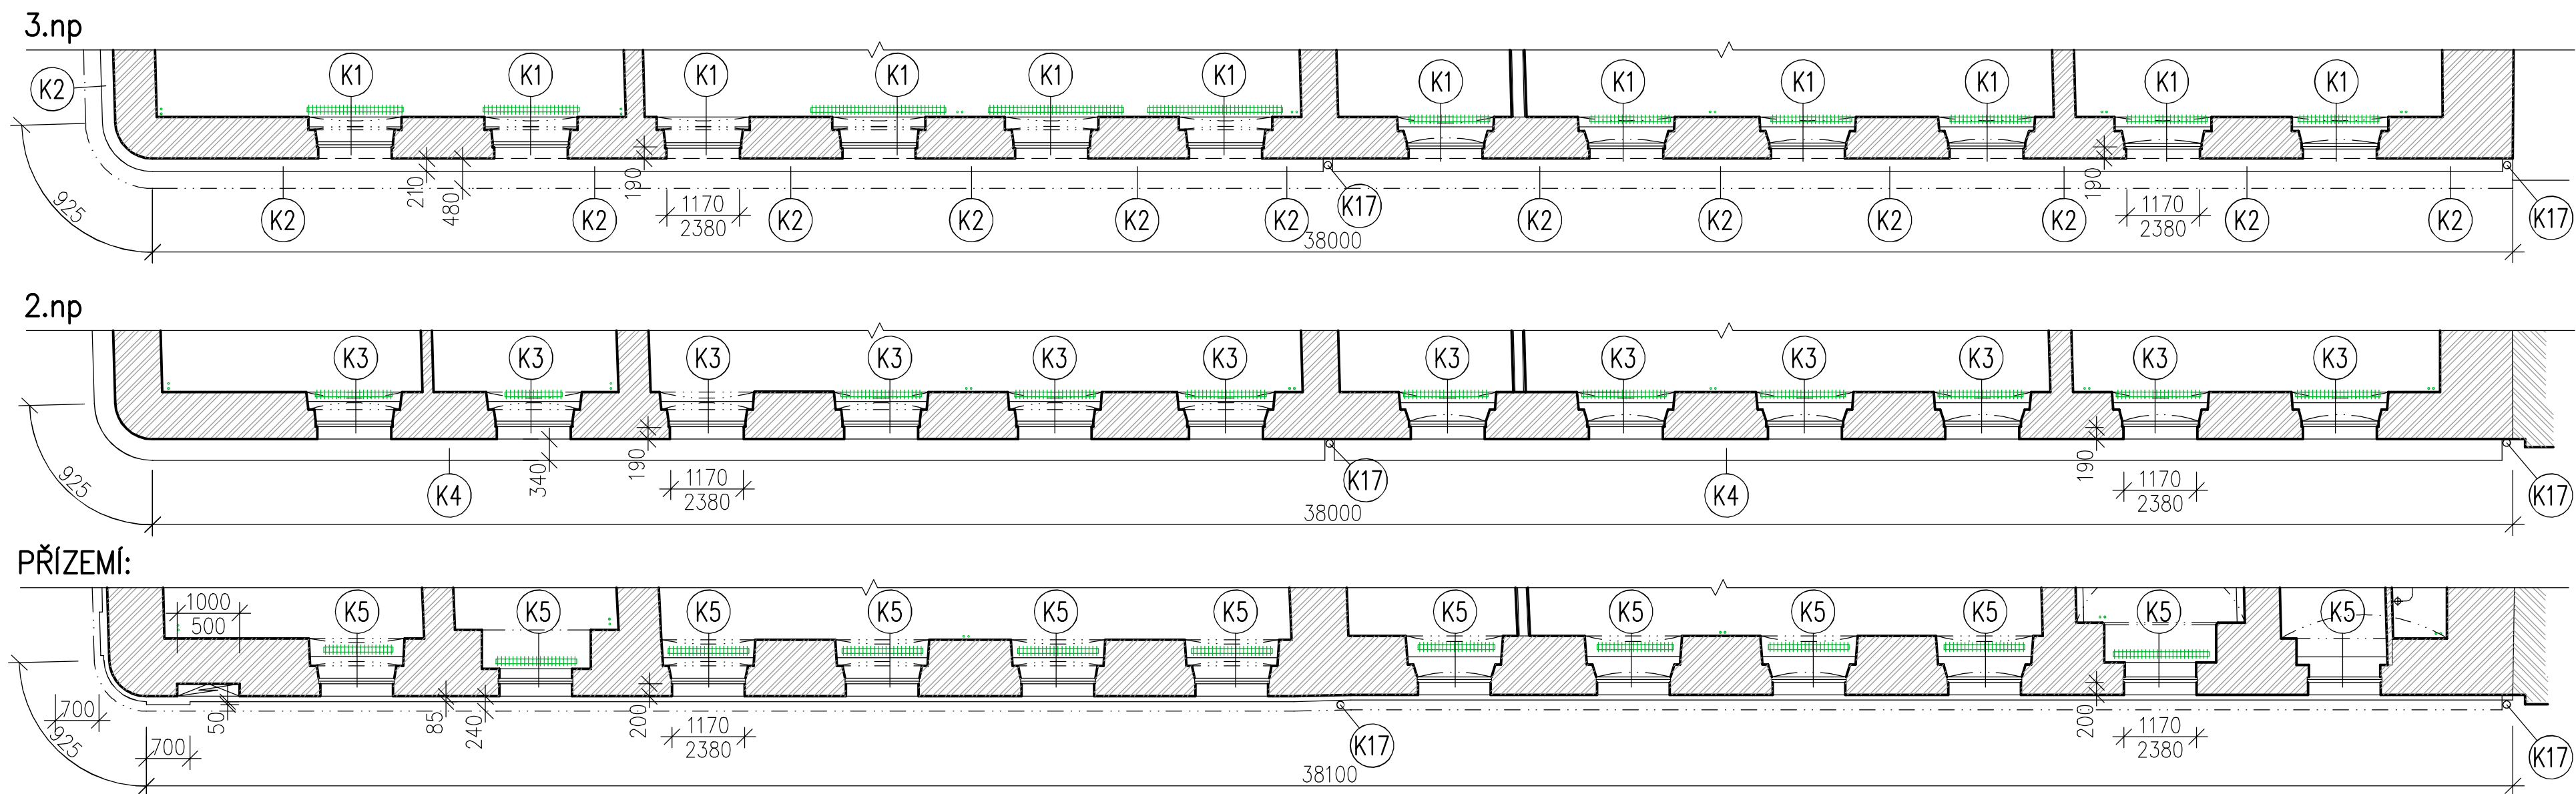 3.np
K1 K1 K1 K1 K1 K1 K1 K1 K1 K1 K1 K1
K2
925 210 480 190 1170 190 1170
2380 2380
K2 K2 K2 K2 K2 K2 K17 K2 K2 K2 K2 K2 K2 K17
38000
2.np
K3 K3 K3 K3 K3 K3 K3 K3 K3 K3 K3 K3
925 340 190 1170 190 1170
2380 2380
K4 K17 K4 K17
38000
PŘÍZEMÍ:
1000
500
K5 K5 K5 K5 K5 K5 K5 K5 K5 K5 K5 K5
700 50 85 240 200 1170 200 1170
2380 2380
925 700 K17 K17
38100